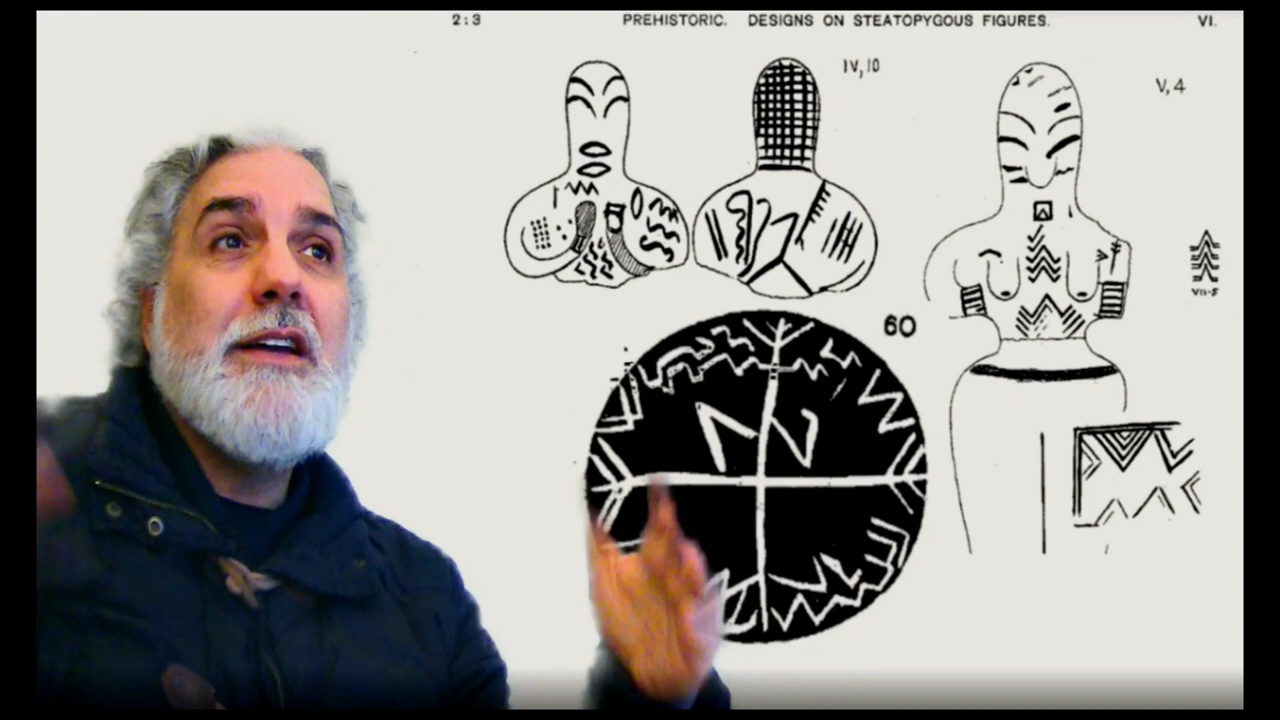 2:3 PREHISTORIC. DESIGNS ON STEATOPYGOUS FIGURES. VI.
IV,10
V,4
VII-5
60